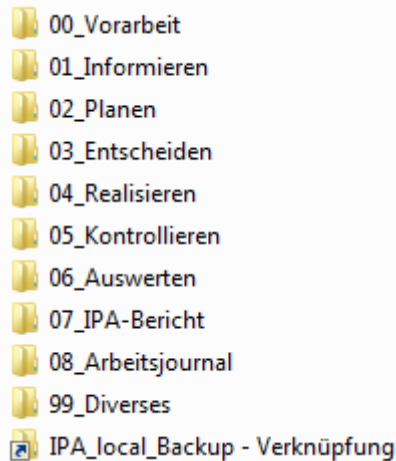 00_Vorarbeit
01_Informieren
02_Planen
03_Entscheiden
04_Realisieren
05_Kontrollieren
06_Auswerten
07_IPA-Bericht
08_Arbeitsjournal
99_Diverses
IPA_local_Backup - Verknüpfung